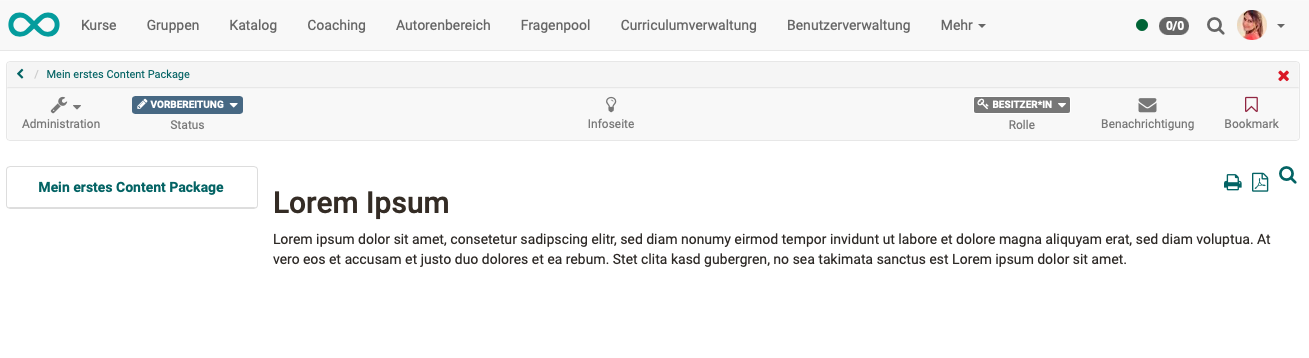 Kurse Gruppen Katalog Coaching Autorenbereich Fragenpool Curriculumverwaltung Benutzerverwaltung Mehr 0/0
/ Mein erstes Content Package
VORBEREITUNG BESITZER*IN
Administration Status Infoseite Rolle Benachrichtigung Bookmark
Mein erstes Content Package
Lorem Ipsum
Lorem ipsum dolor sit amet, consetetur sadipscing elitr, sed diam nonumy eirmod tempor invidunt ut labore et dolore magna aliquyam erat, sed diam voluptua. At
vero eos et accusam et justo duo dolores et ea rebum. Stet clita kasd gubergren, no sea takimata sanctus est Lorem ipsum dolor sit amet.